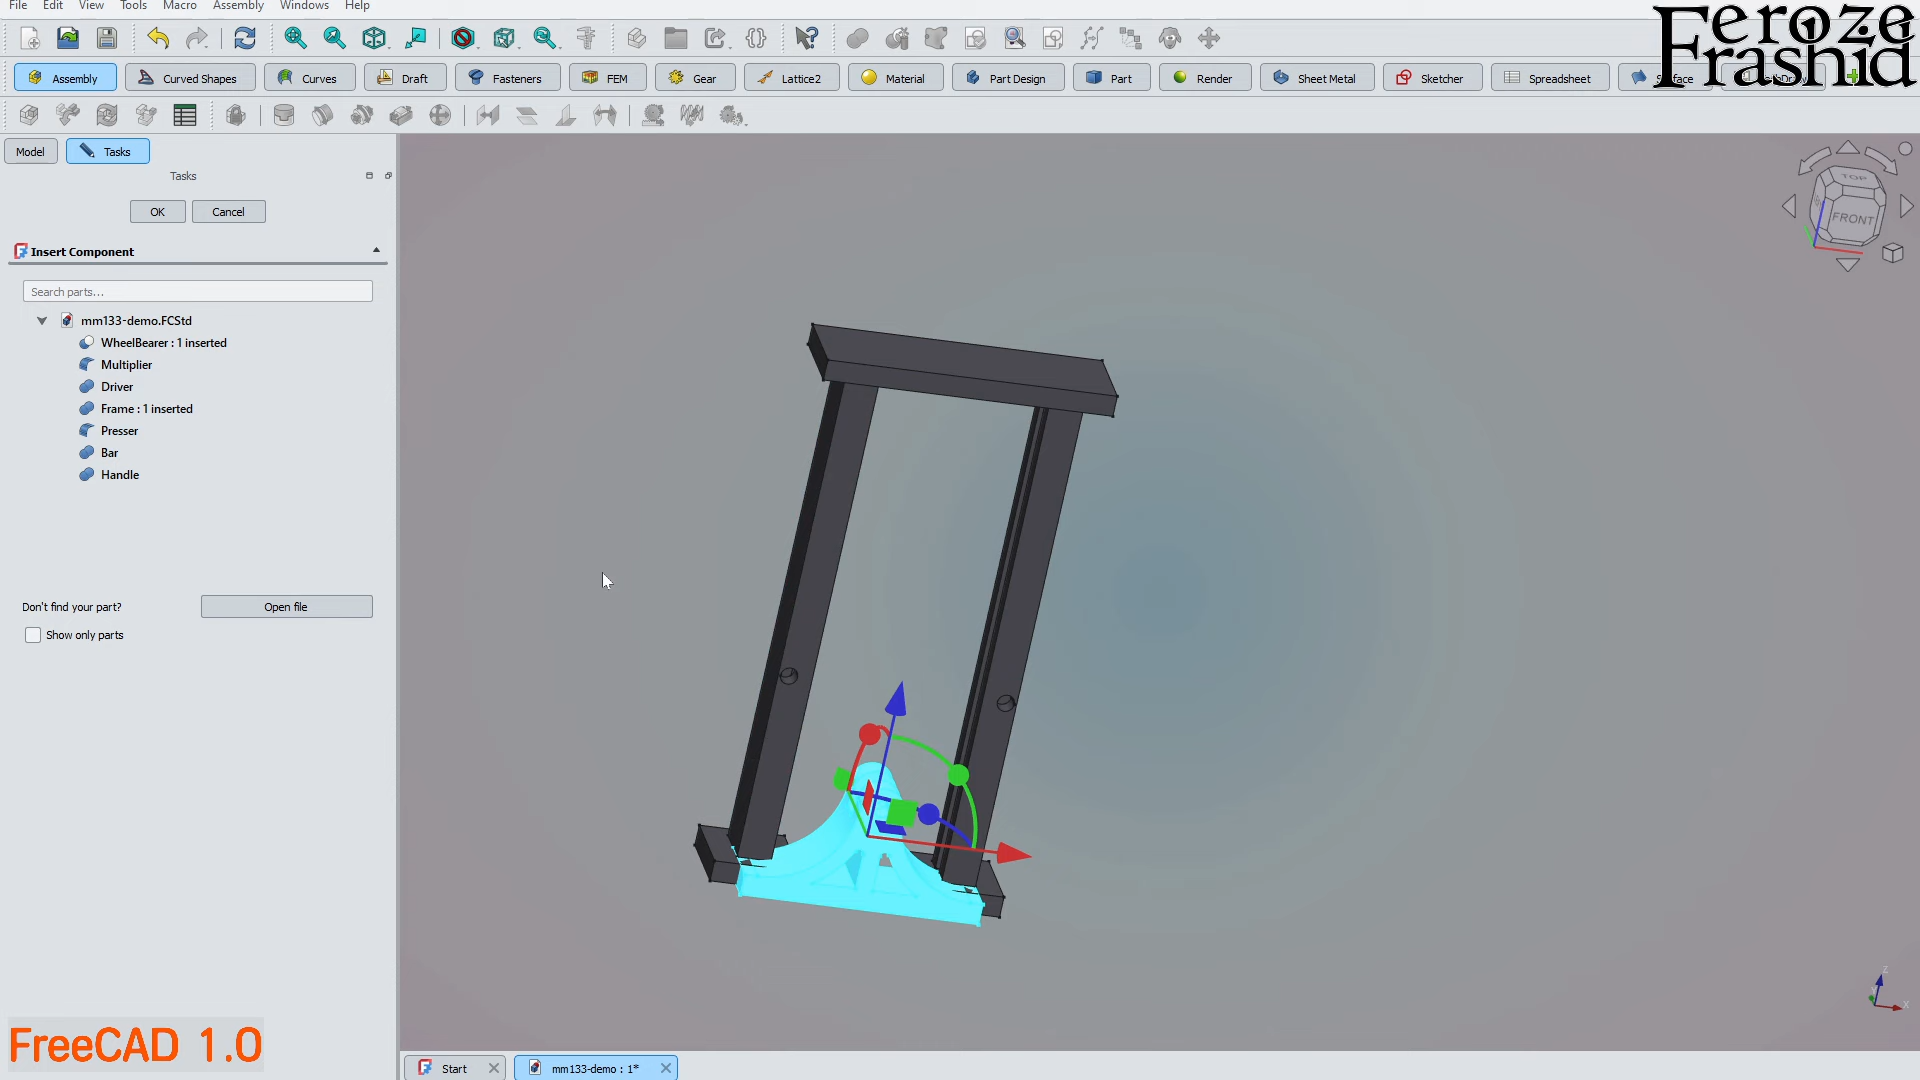 File Edit View Tools Macro Assembly Windows Help
Feroze
Frashid
Assembly Curved Shapes Curves Draft Fasteners FEM Gear Lattice2 Material Part Design Part Render Sheet Metal Sketcher Spreadsheet
Model Tasks
Tasks
OK Cancel
Insert Component
Search parts...
mm133-demo.FCStd
WheelBearer : 1 inserted
Multiplier
Driver
Frame : 1 inserted
Presser
Bar
Handle
Don't find your part? Open file
Show only parts
TOP
FRONT
Z
X
FreeCAD 1.0
Start mm133-demo : 1*